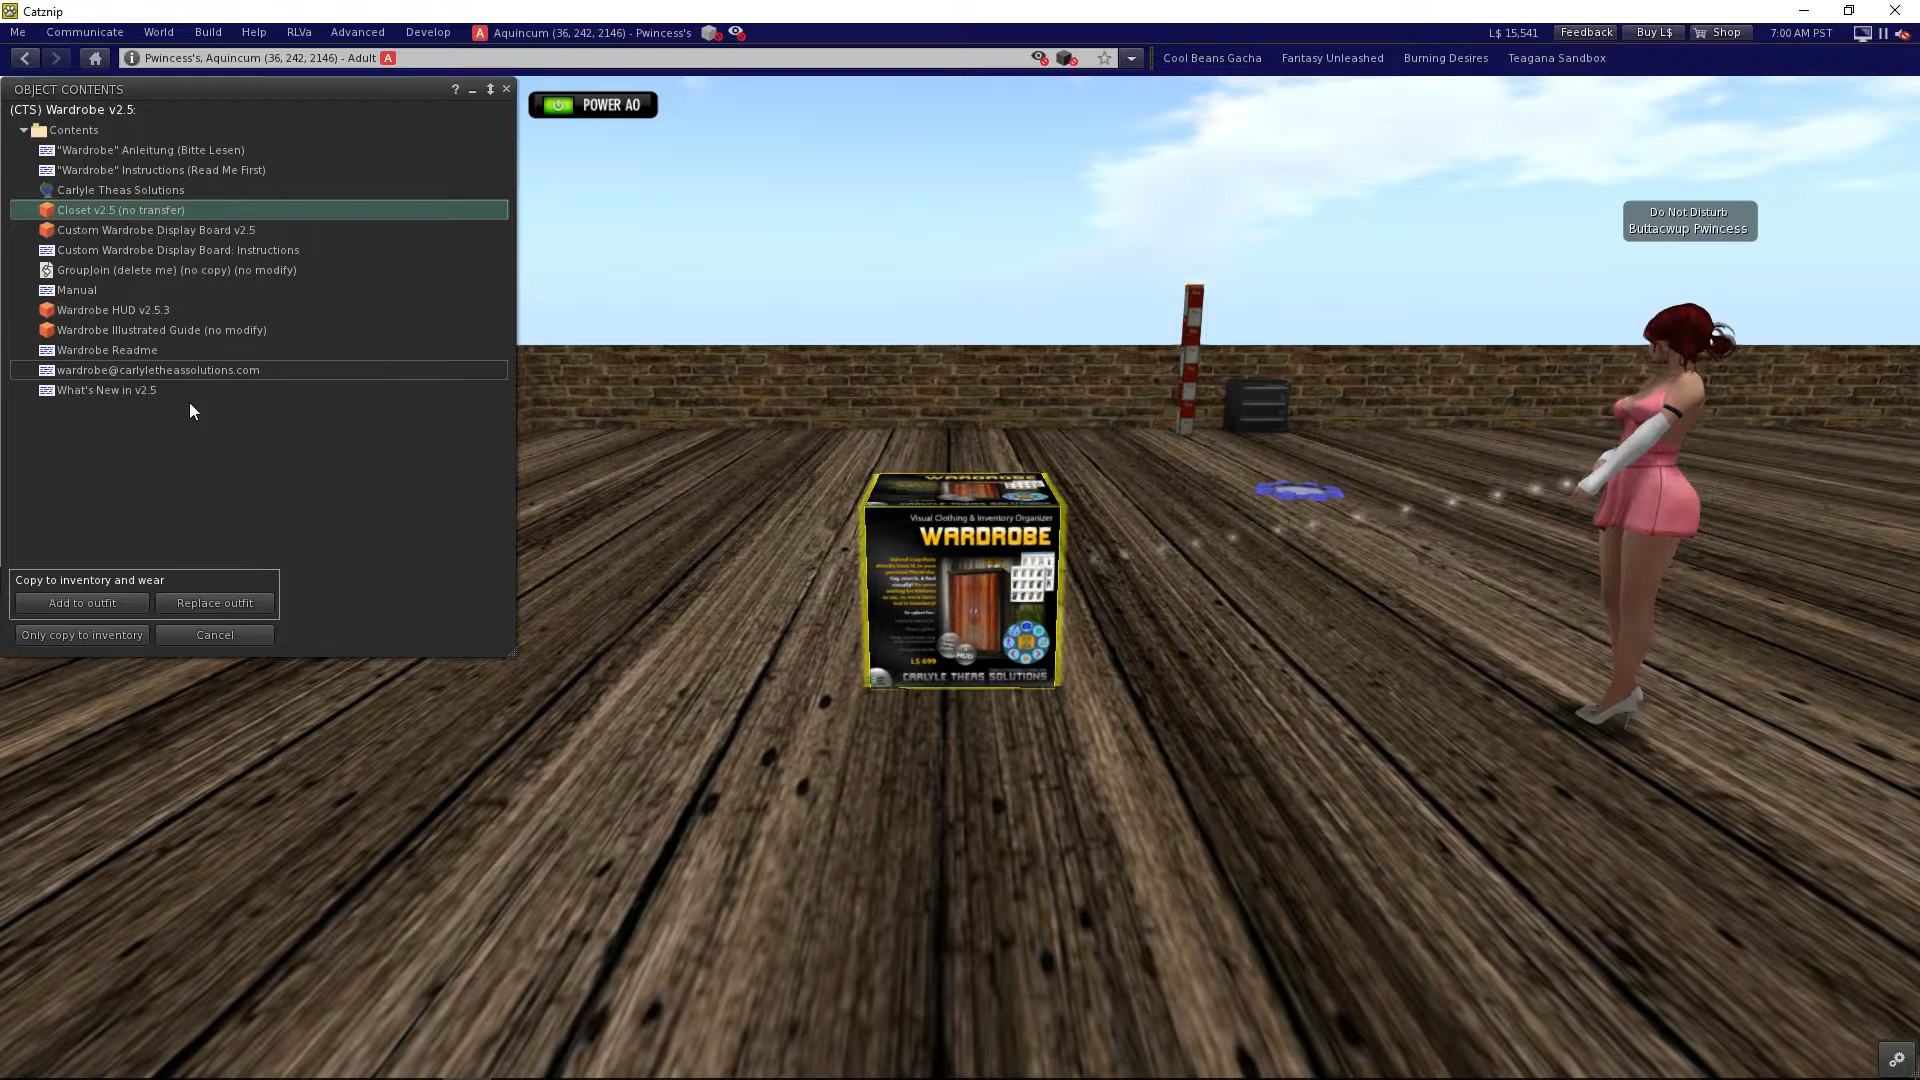 Catznip
Me Communicate World Build Help RLVa Advanced Develop A Aquincum (36, 242, 2146) - Pwincess's L$ 15,541 Feedback Buy L$ Shop 7:00 AM PST
Pwincess's, Aquincum (36, 242, 2146) - Adult A Cool Beans Gacha Fantasy Unleashed Burning Desires Teagana Sandbox
OBJECT CONTENTS ?
(CTS) Wardrobe v2.5:
Contents
"Wardrobe" Anleitung (Bitte Lesen)
"Wardrobe" Instructions (Read Me First)
Carlyle Theas Solutions
Closet v2.5 (no transfer)
Custom Wardrobe Display Board v2.5
Custom Wardrobe Display Board: Instructions
GroupJoin (delete me) (no copy) (no modify)
Manual
Wardrobe HUD v2.5.3
Wardrobe Illustrated Guide (no modify)
Wardrobe Readme
wardrobe@carlyletheassolutions.com
What's New in v2.5
Copy to inventory and wear
Add to outfit Replace outfit
Only copy to inventory Cancel
POWER AO
Do Not Disturb
Buttacwup Pwincess
WARDROBE
Visual Clothing & Inventory Organizer
WARDROBE
HUD
L$ 699
CARLYLE THEAS SOLUTIONS